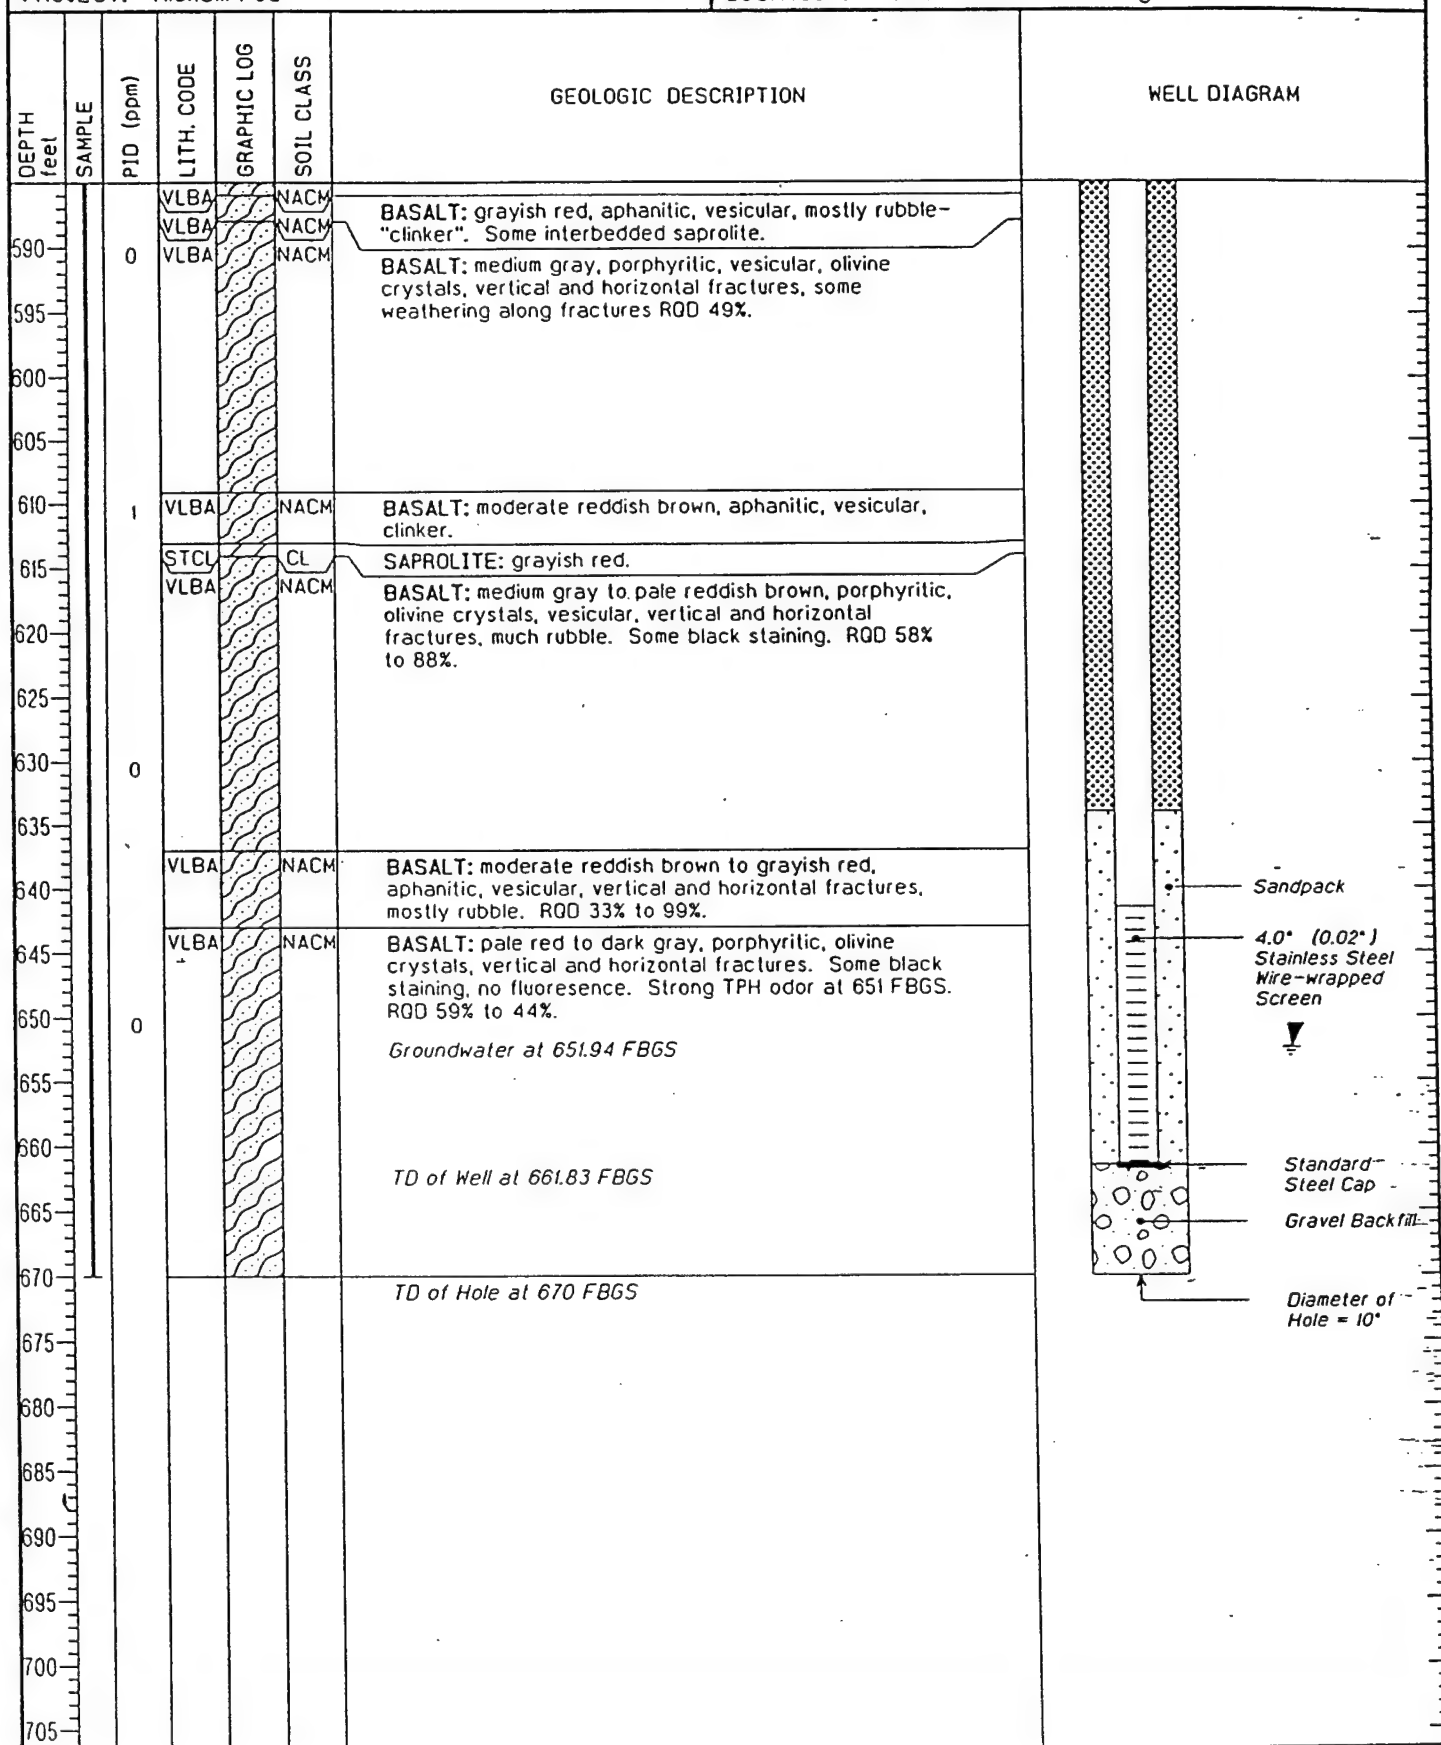 DEPTH feet
SAMPLE
PID (ppm)
LITH. CODE
GRAPHIC LOG
SOIL CLASS
GEOLOGIC DESCRIPTION
WELL DIAGRAM
VLBA NACM
BASALT: grayish red, aphanitic, vesicular, mostly rubble-
"clinker". Some interbedded saprolite.
VLBA NACM
590
0 VLBA NACM
BASALT: medium gray, porphyritic, vesicular, olivine
crystals, vertical and horizontal fractures, some
weathering along fractures RQD 49%.
595
600
605
610
1 VLBA NACM
BASALT: moderate reddish brown, aphanitic, vesicular,
clinker.
STCL CL
SAPROLITE: grayish red.
615
VLBA NACM
BASALT: medium gray to pale reddish brown, porphyritic,
olivine crystals, vesicular, vertical and horizontal
fractures, much rubble. Some black staining. RQD 58%
to 88%.
620
625
630
0
635
VLBA NACM
BASALT: moderate reddish brown to grayish red,
aphanitic, vesicular, vertical and horizontal fractures,
mostly rubble. RQD 33% to 99%.
640
Sandpack
VLBA NACM
BASALT: pale red to dark gray, porphyritic, olivine
crystals, vertical and horizontal fractures. Some black
staining, no fluoresence. Strong TPH odor at 651 FBGS.
RQD 59% to 44%.
645
4.0" (0.02")
Stainless Steel
Wire-wrapped
Screen
650
0
Groundwater at 651.94 FBGS
655
660
TD of Well at 661.83 FBGS
Standard
Steel Cap
665
Gravel Backfill
670
TD of Hole at 670 FBGS
Diameter of
Hole = 10"
675
680
685
690
695
700
705